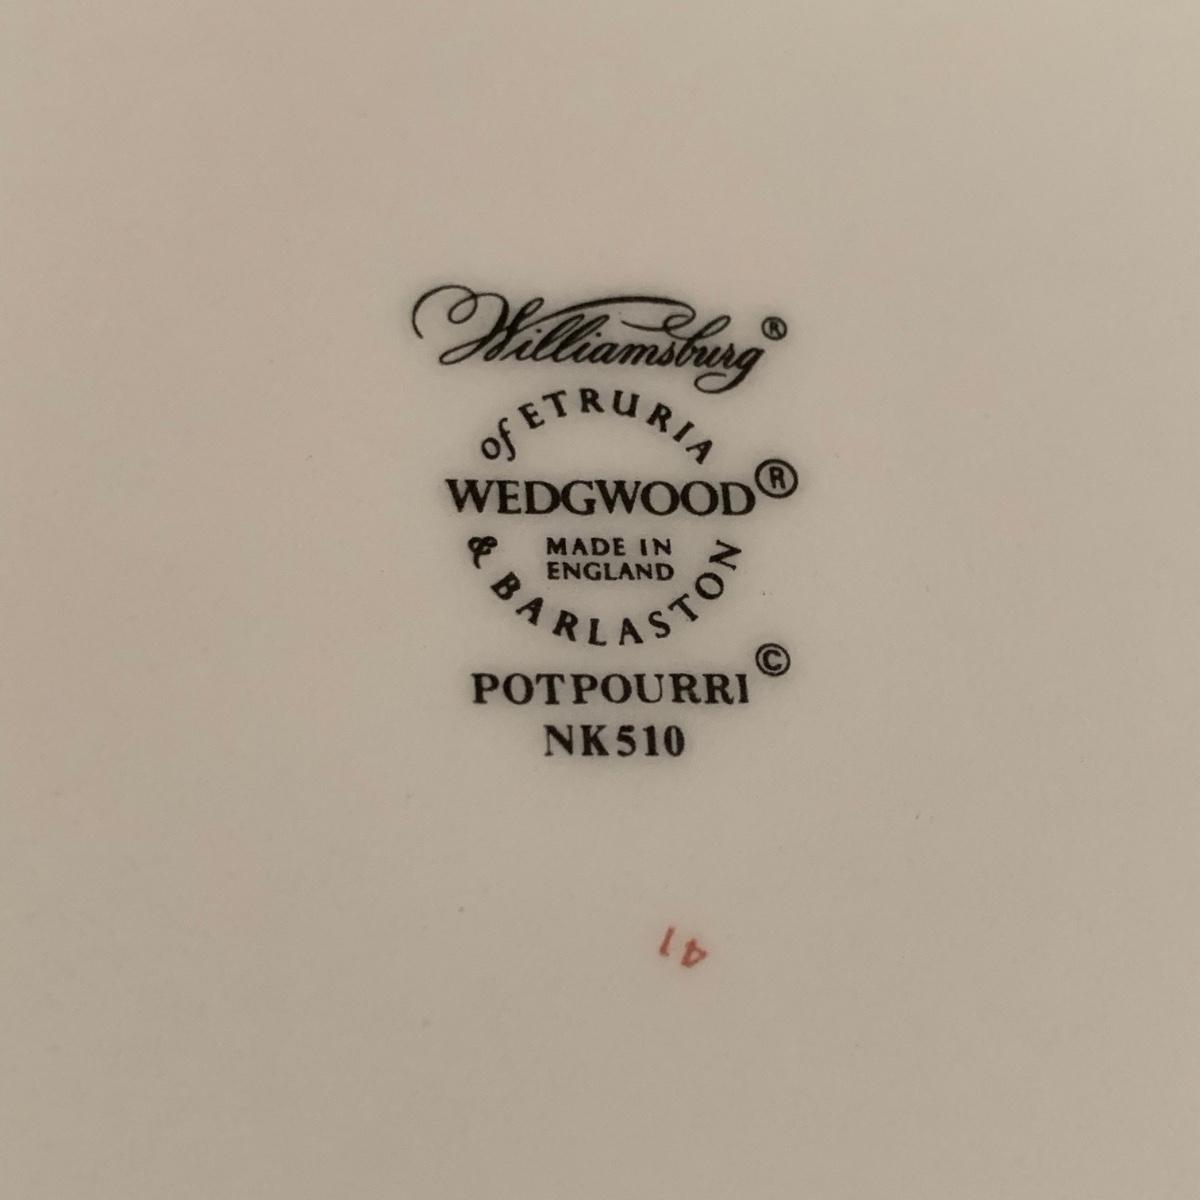 Williamsburg®
of ETRURIA
WEDGWOOD®
MADE IN
ENGLAND
& BARLASTON
POTPOURRI©
NK510
41